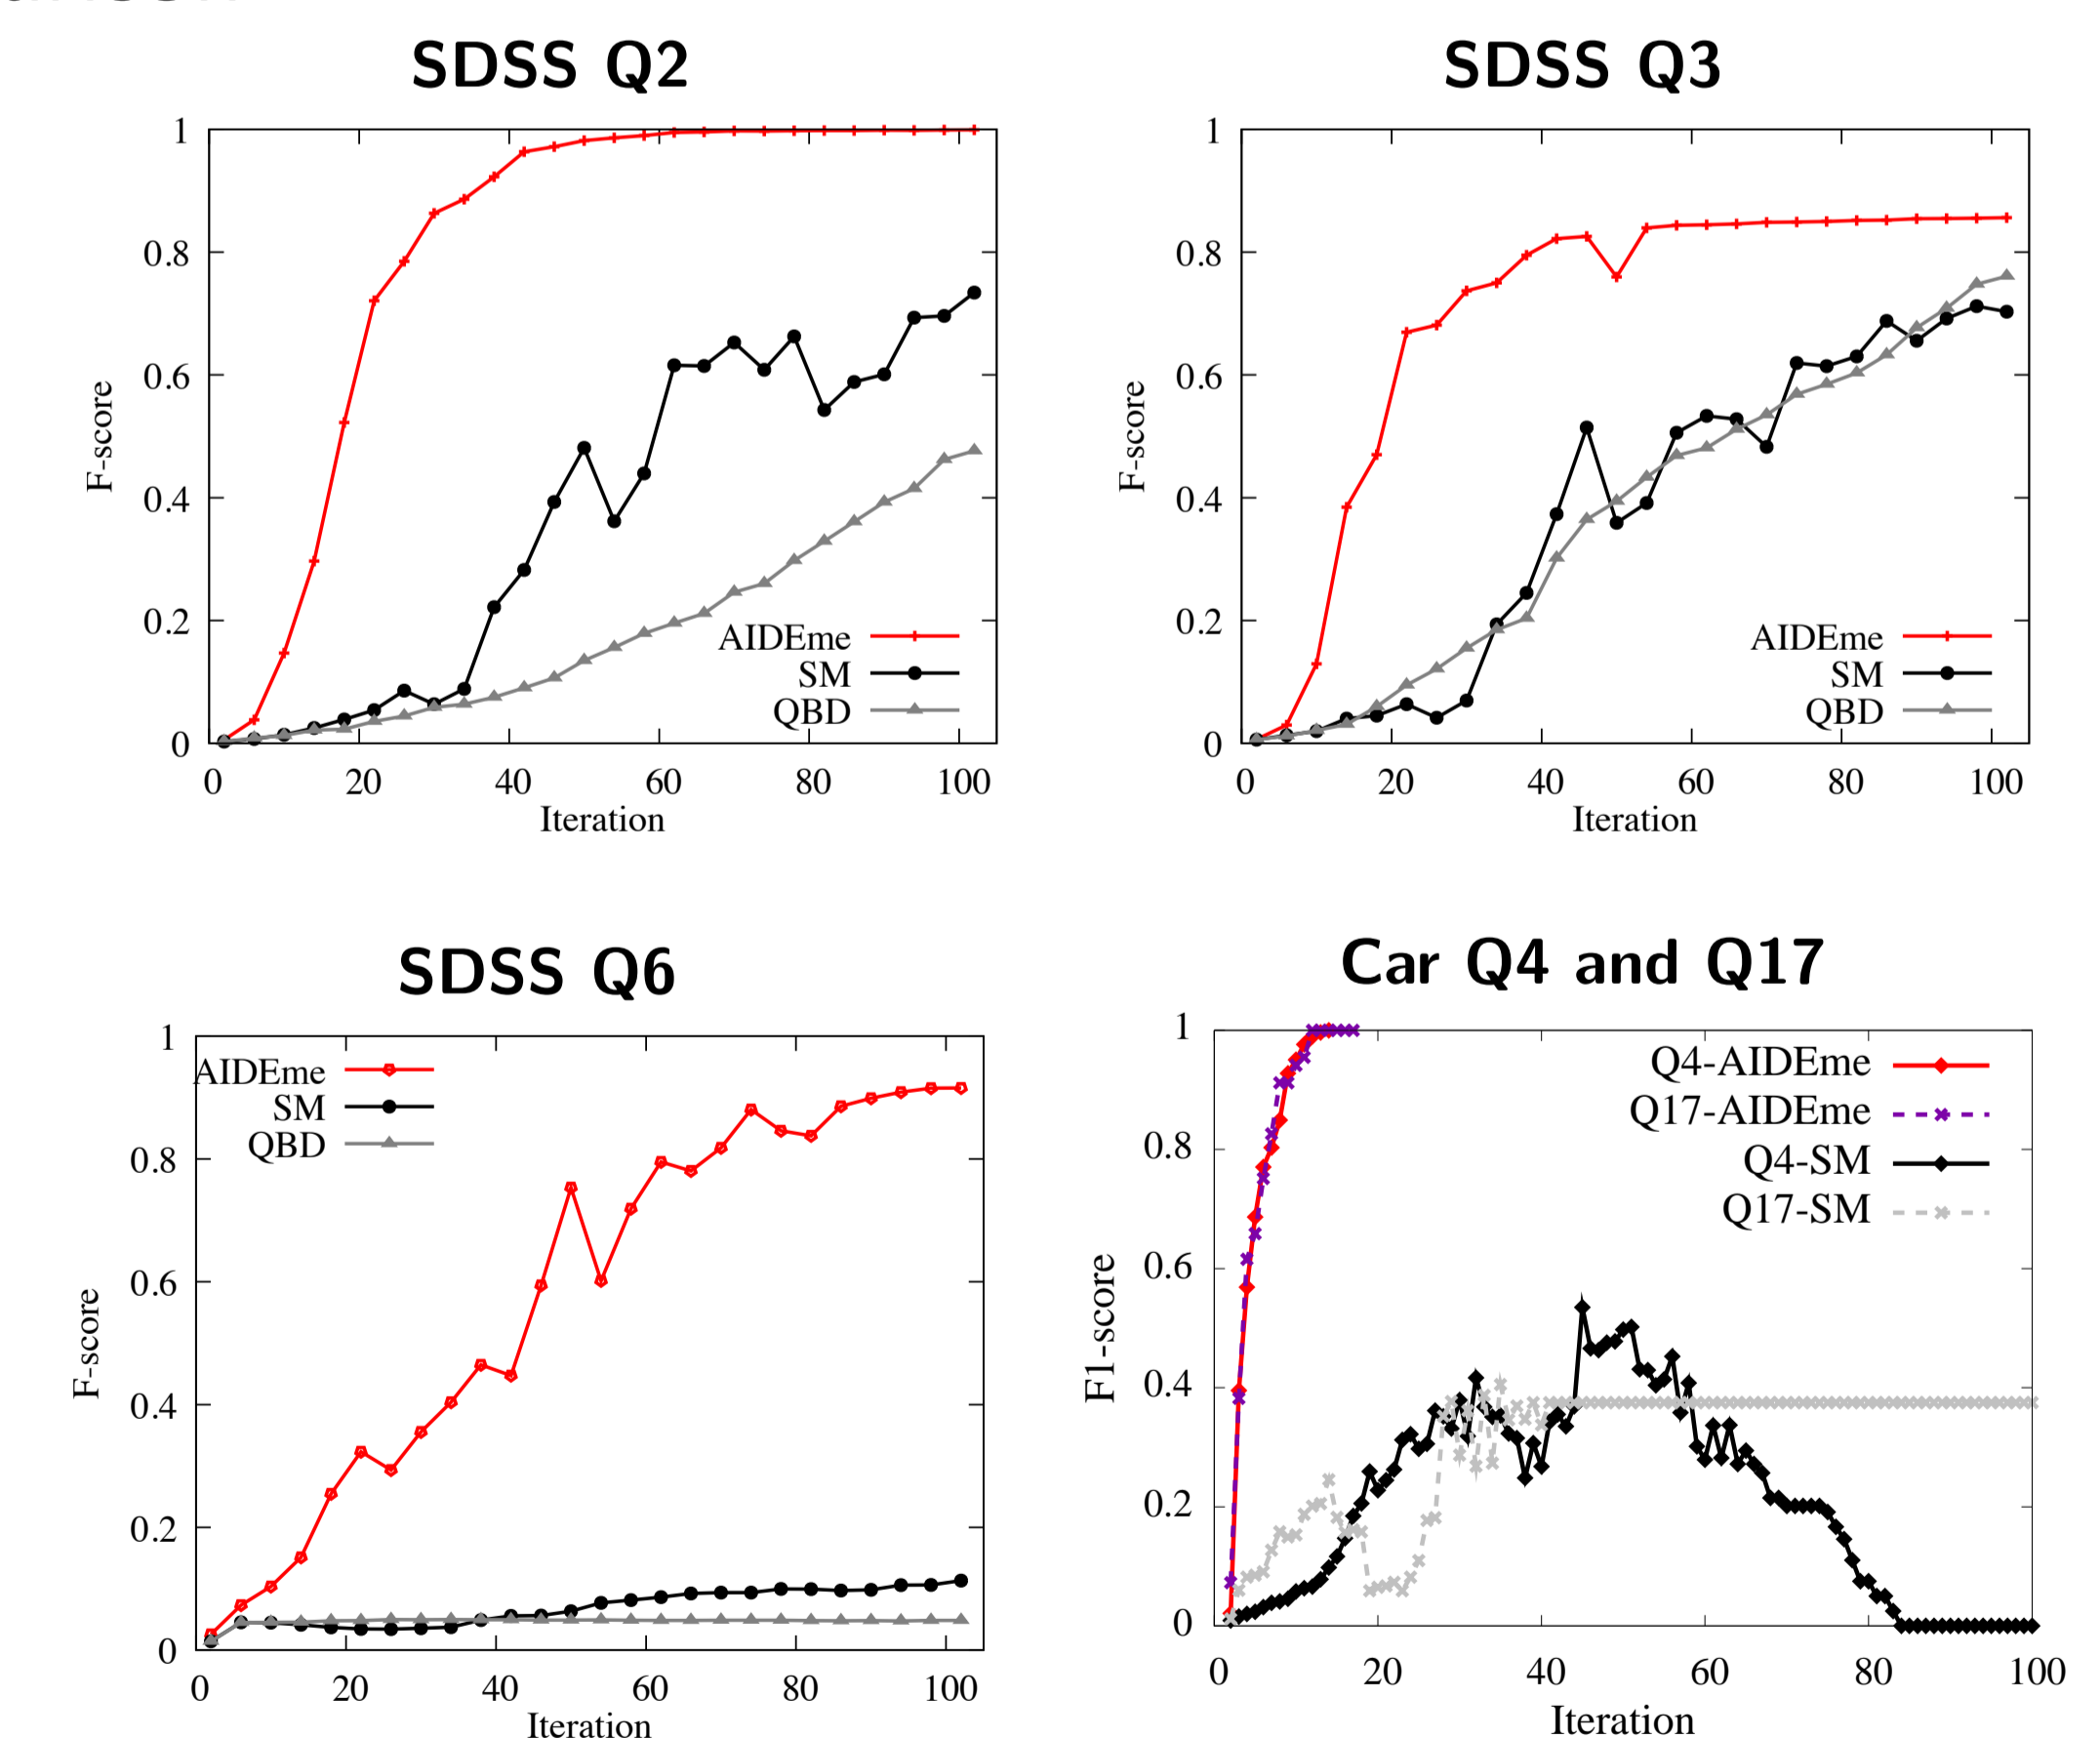 SDSS Q2
1
0.8
0.6
0.4
0.2
0
F-score
AIDEme
SM
QBD
0 20 40 60 80 100
Iteration
SDSS Q3
1
0.8
0.6
0.4
0.2
0
F-score
AIDEme
SM
QBD
0 20 40 60 80 100
Iteration
SDSS Q6
1
0.8
0.6
0.4
0.2
0
F-score
AIDEme
SM
QBD
0 20 40 60 80 100
Iteration
Car Q4 and Q17
1
0.8
0.6
0.4
0.2
0
F1-score
Q4-AIDEme
Q17-AIDEme
Q4-SM
Q17-SM
0 20 40 60 80 100
Iteration